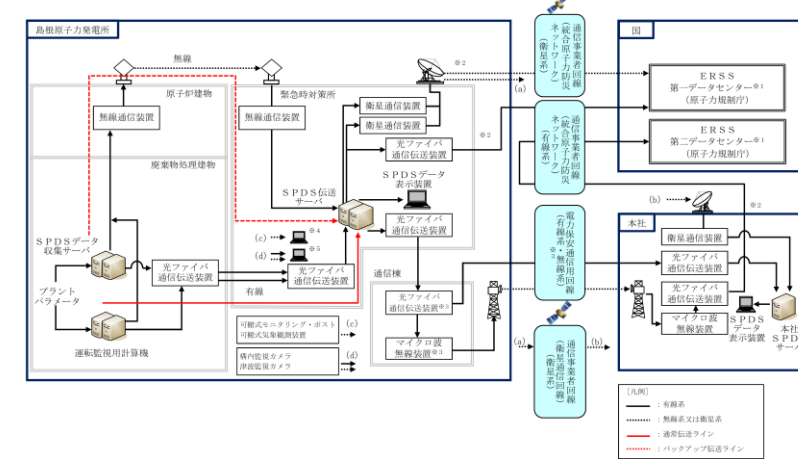 島根原子力発電所
無線
※2
(a)
原子炉建物
無線通信装置
廃棄物処理建物
緊急時対策所
無線通信装置
衛星通信装置
衛星通信装置
光ファイバ
通信伝送装置
※2
SPDS伝送
サーバ
SPDSデータ
表示装置
光ファイバ
通信伝送装置
(c)
※4
(d)
※5
SPDSデータ
収集サーバ
プラント
パラメータ
光ファイバ
通信伝送装置
有線
光ファイバ
通信伝送装置
運転監視用計算機
可搬式モニタリング・ポスト
可搬式気象観測装置
(c)
構内監視カメラ
津波監視カメラ
(d)
通信棟
光ファイバ
通信伝送装置※3
マイクロ波
無線装置※3
通信事業者回線
(統合原子力防災
ネットワーク)
(衛星系)
通信事業者回線
(統合原子力防災
ネットワーク)
(有線系)
電力保安通信用回線
(有線系・無線系)
※3
(a)
通信事業者回線
(衛星通信回線)
(衛星系)
(b)
国
ERSS
第一データセンター※1
(原子力規制庁)
ERSS
第二データセンター※1
(原子力規制庁)
(b)
※2
本社
衛星通信装置
光ファイバ
通信伝送装置
光ファイバ
通信伝送装置
マイクロ波
無線装置
SPDS
データ
表示装置
本社
SPD
サー
[凡例]
:有線系
:無線系又は衛星系
:通常伝送ライン
:バックアップ伝送ライン